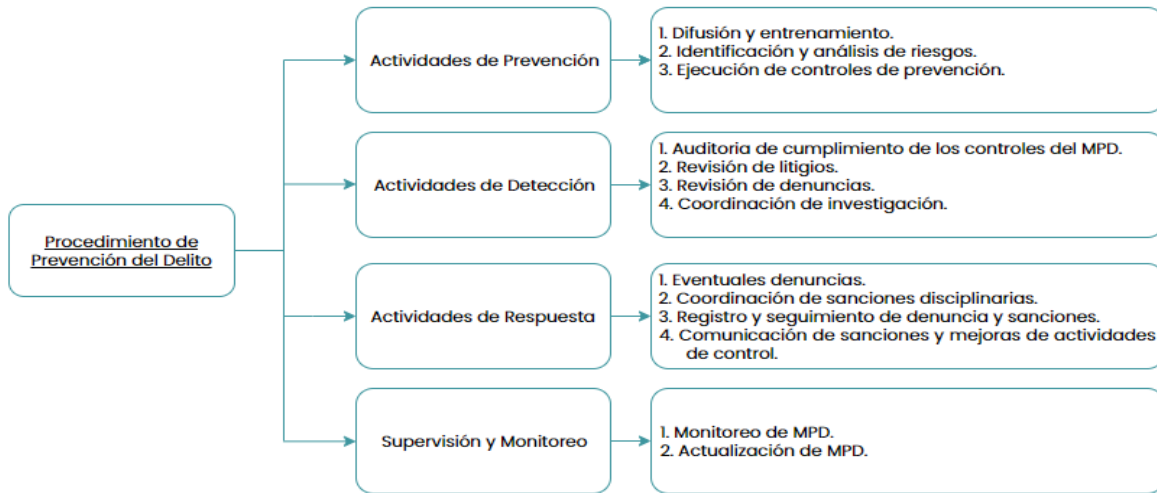 Procedimiento de
Prevención del Delito
Actividades de Prevención
1. Difusión y entrenamiento.
2. Identificación y análisis de riesgos.
3. Ejecución de controles de prevención.
Actividades de Detección
1. Auditoria de cumplimiento de los controles del MPD.
2. Revisión de litigios.
3. Revisión de denuncias.
4. Coordinación de investigación.
Actividades de Respuesta
1. Eventuales denuncias.
2. Coordinación de sanciones disciplinarias.
3. Registro y seguimiento de denuncia y sanciones.
4. Comunicación de sanciones y mejoras de actividades
de control.
Supervisión y Monitoreo
1. Monitoreo de MPD.
2. Actualización de MPD.